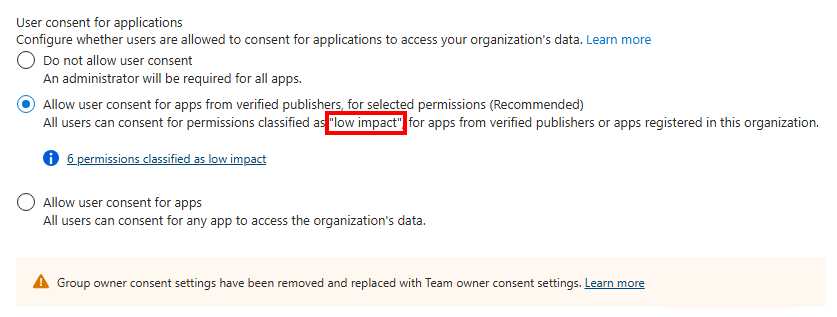 User consent for applications
Configure whether users are allowed to consent for applications to access your organization's data. Learn more
Do not allow user consent
An administrator will be required for all apps.
Allow user consent for apps from verified publishers, for selected permissions (Recommended)
All users can consent for permissions classified as "low impact", for apps from verified publishers or apps registered in this organization.
6 permissions classified as low impact
Allow user consent for apps
All users can consent for any app to access the organization's data.
Group owner consent settings have been removed and replaced with Team owner consent settings. Learn more